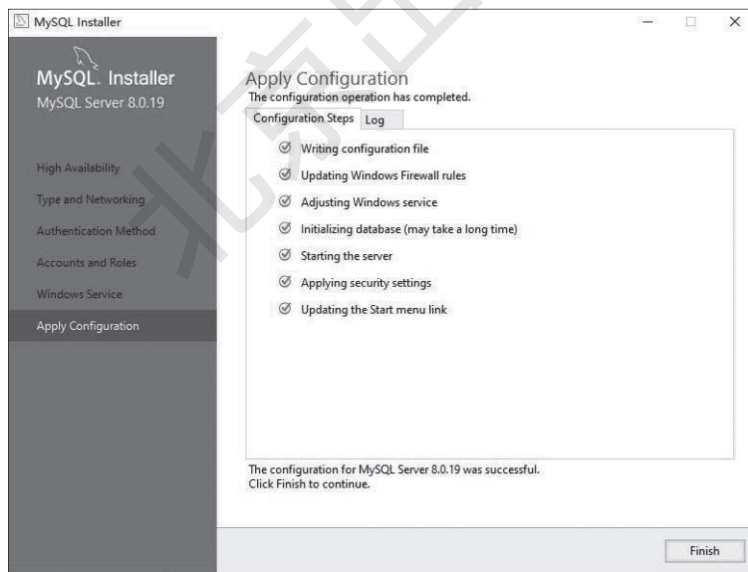 MySQL Installer
MySQL. Installer
MySQL Server 8.0.19
High Availability
Type and Networking
Authentication Method
Accounts and Roles
Windows Service
Apply Configuration
Apply Configuration
The configuration operation has completed.
Configuration Steps Log
Writing configuration file
Updating Windows Firewall rules
Adjusting Windows service
Initializing database (may take a long time)
Starting the server
Applying security settings
Updating the Start menu link
The configuration for MySQL Server 8.0.19 was successful.
Click Finish to continue.
Finish
北京